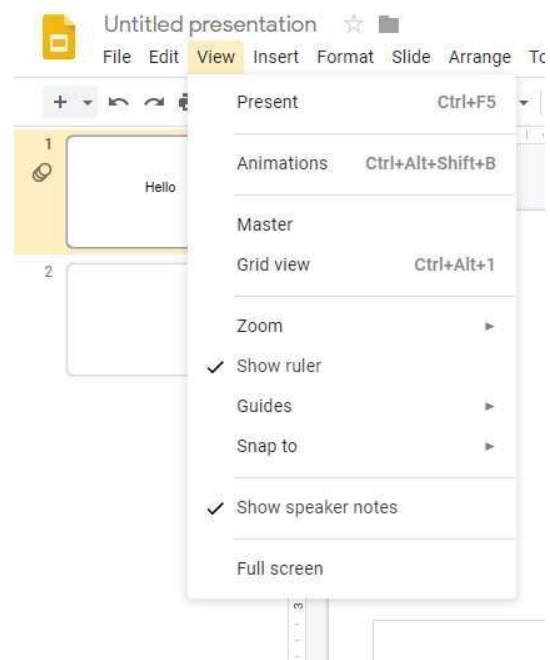 Untitled presentation
File Edit View Insert Format Slide Arrange To
Present Ctrl+F5
1
Animations Ctrl+Alt+Shift+B
Hello
Master
2
Grid view Ctrl+Alt+1
Zoom
Show ruler
Guides
Snap to
Show speaker notes
Full screen
3